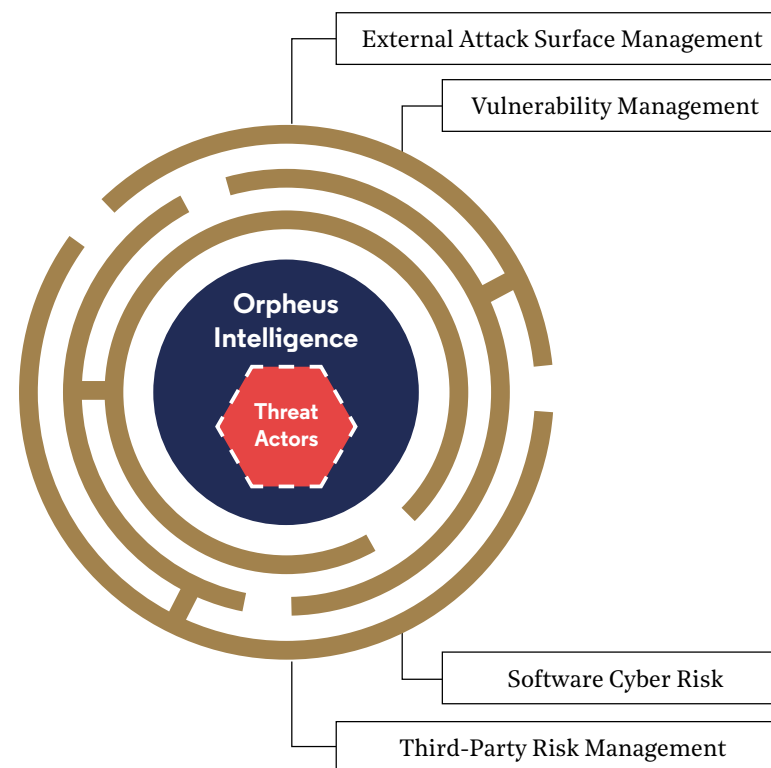 External Attack Surface Management
Vulnerability Management
Orpheus
Intelligence
Threat
Actors
Software Cyber Risk
Third-Party Risk Management